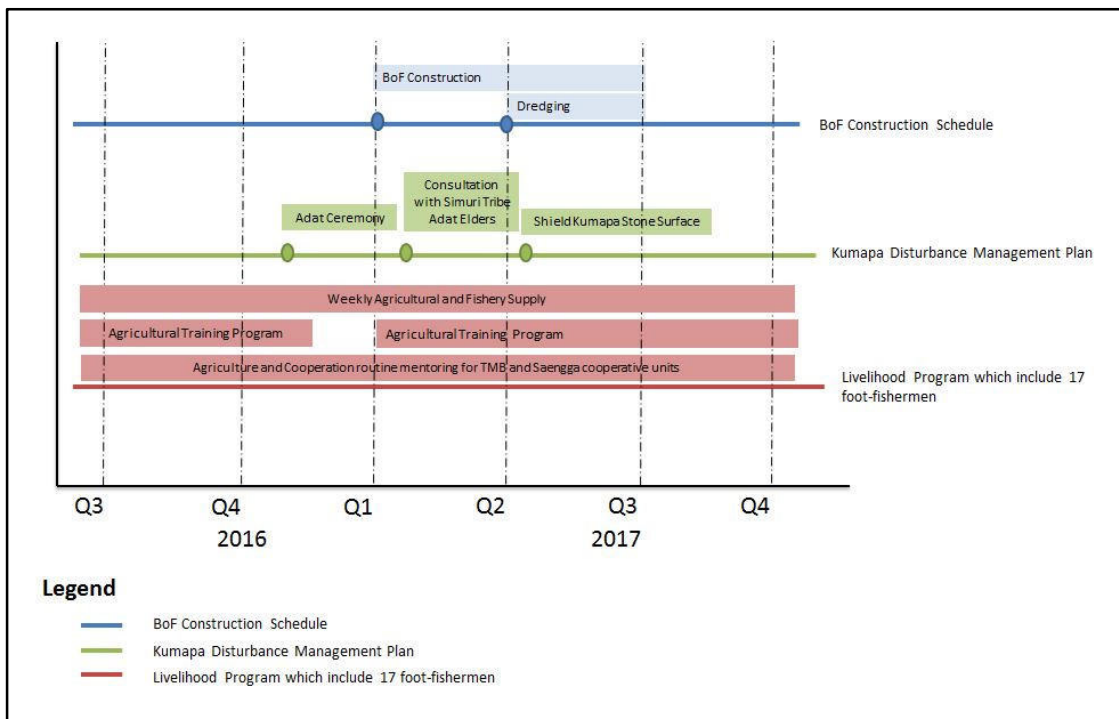 BoF Construction
Dredging
BoF Construction Schedule
Consultation
with Simuri Tribe
Adat Elders
Adat Ceremony
Shield Kumapa Stone Surface
Kumapa Disturbance Management Plan
Weekly Agricultural and Fishery Supply
Agricultural Training Program
Agricultural Training Program
Agriculture and Cooperation routine mentoring for TMB and Saengga cooperative units
Livelihood Program which include 17
foot-fishermen
Q3 Q4 Q1 Q2 Q3 Q4
2016 2017
Legend
BoF Construction Schedule
Kumapa Disturbance Management Plan
Livelihood Program which include 17 foot-fishermen